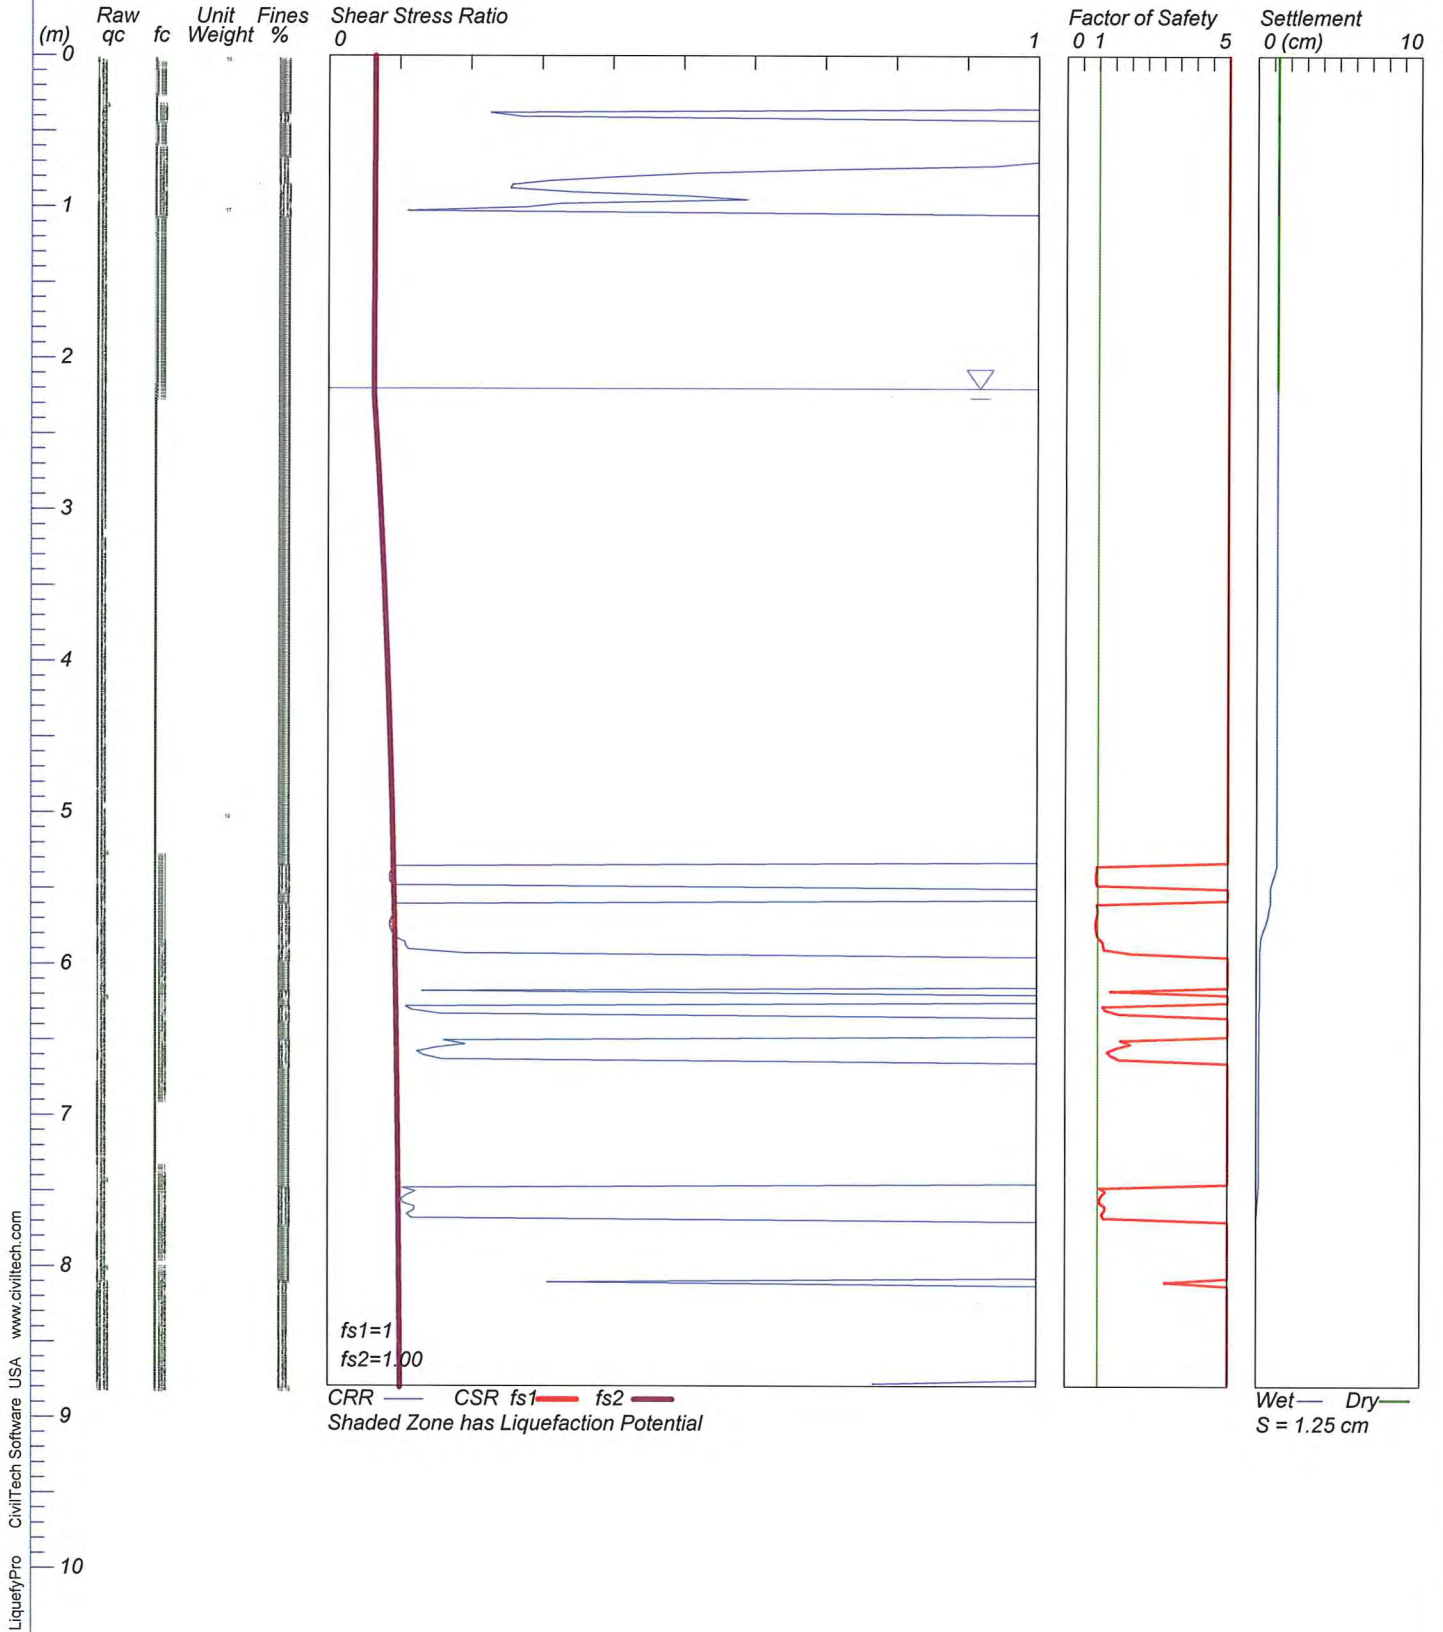 Raw Unit Fines Shear Stress Ratio Factor of Safety Settlement
(m) qc fc Weight % 0 1 0 1 5 0 (cm) 10
0
1
2
3
4
5
6
7
8
9
10
fs1=1
fs2=1.00
CRR CSR fs1 fs2
Shaded Zone has Liquefaction Potential
Wet Dry
S = 1.25 cm
LiquefyPro CivilTech Software USA www.civiltech.com